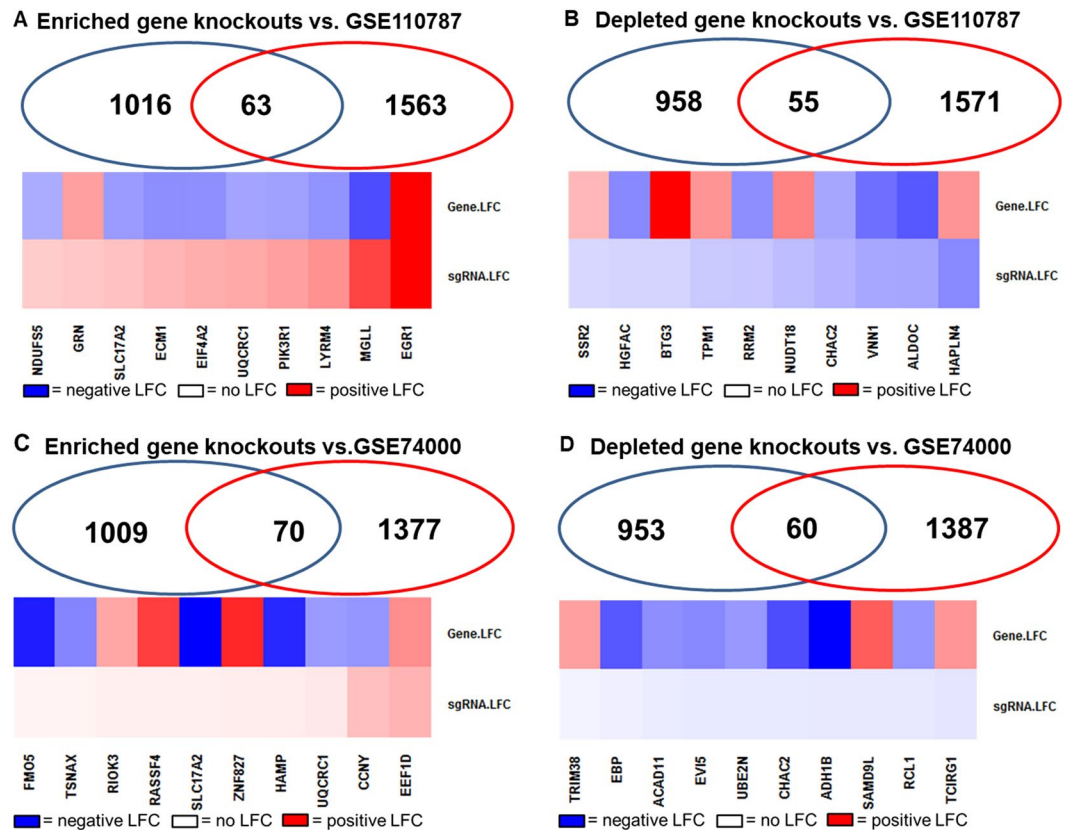 A Enriched gene knockouts vs. GSE110787
1016 63 1563
Gene.LFC
sgRNA.LFC
NDUFS5 GRN SLC17A2 ECM1 EIF4A2 UQCRC1 PIK3R1 LYRM4 MGLL EGR1
= negative LFC = no LFC = positive LFC
B Depleted gene knockouts vs. GSE110787
958 55 1571
Gene.LFC
sgRNA.LFC
SSR2 HGFAC BTG3 TPM1 RRM2 NUDT18 CHAC2 VNN1 ALDOC HAPLN4
= negative LFC = no LFC = positive LFC
C Enriched gene knockouts vs.GSE74000
1009 70 1377
Gene.LFC
sgRNA.LFC
FMO5 TSNAX RIOK3 RASSF4 SLC17A2 ZNF827 HAMP UQCRC1 CCNY EEF1D
= negative LFC = no LFC = positive LFC
D Depleted gene knockouts vs. GSE74000
953 60 1387
Gene.LFC
sgRNA.LFC
TRIM38 EBP ACAD11 EVI5 UBE2N CHAC2 ADH1B SAMD9L RCL1 TCIRG1
= negative LFC = no LFC = positive LFC